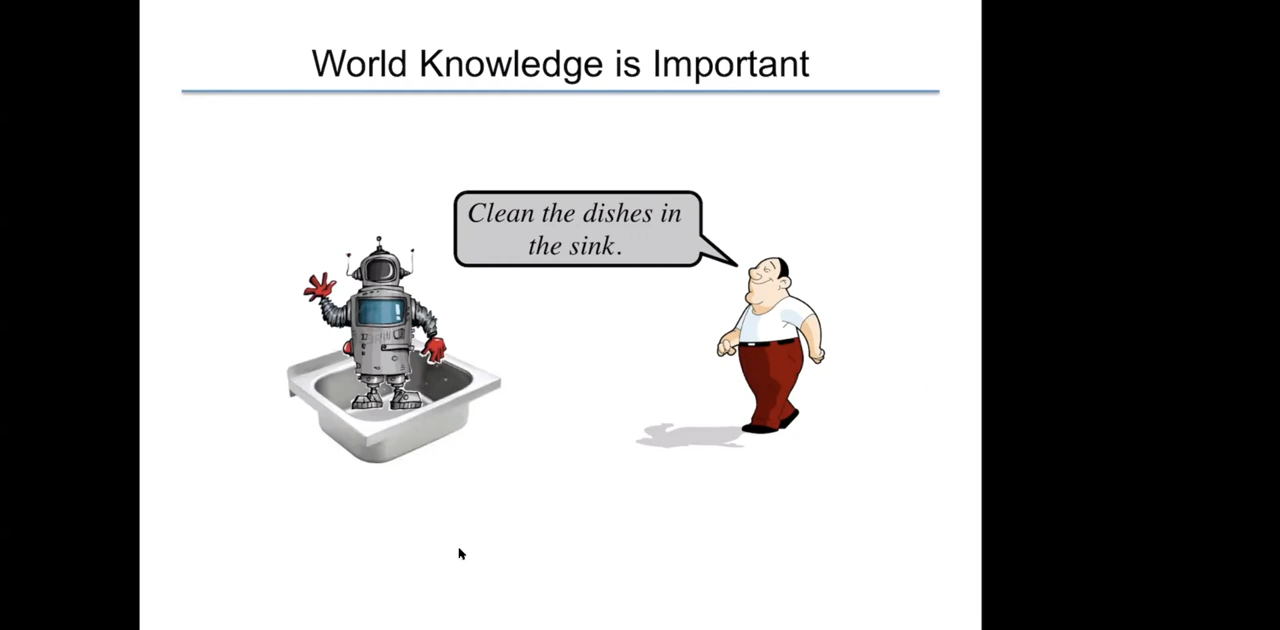 World Knowledge is Important
Clean the dishes in
the sink.